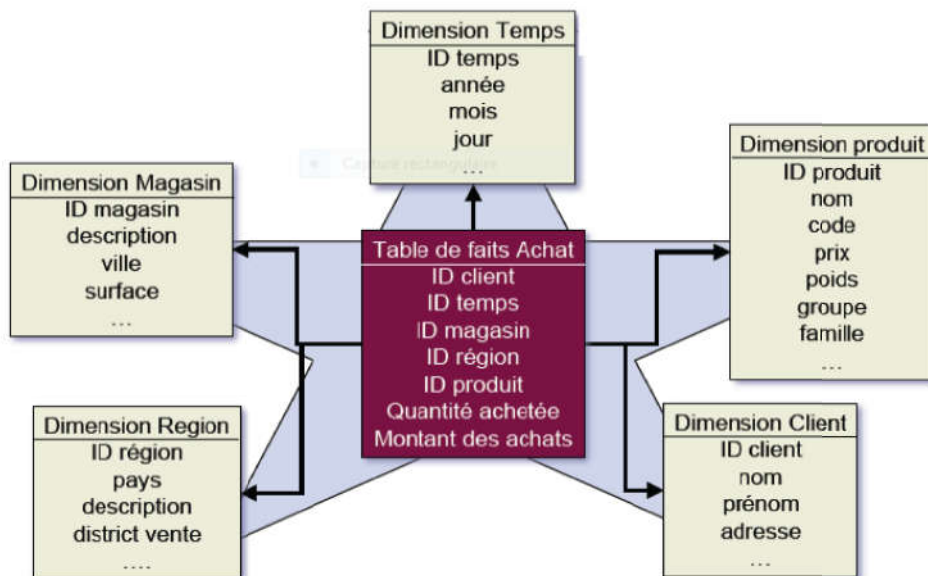 Dimension Temps
ID temps
année
mois
jour
...
Capture rectangulaire
Dimension Magasin
ID magasin
description
ville
surface
...
Dimension produit
ID produit
nom
code
prix
poids
groupe
famille
...
Table de faits Achat
ID client
ID temps
ID magasin
ID région
ID produit
Quantité achetée
Montant des achats
Dimension Region
ID région
pays
description
district vente
....
Dimension Client
ID client
nom
prénom
adresse
...